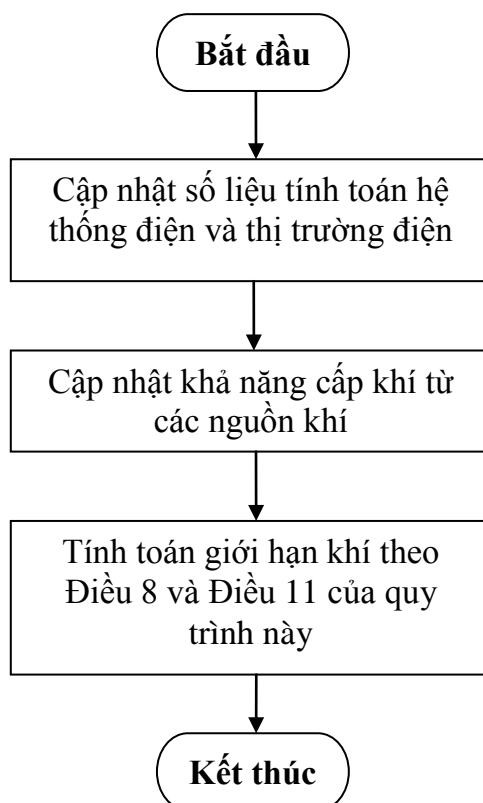 Bắt đầu
Cập nhật số liệu tính toán hệ
thống điện và thị trường điện
Cập nhật khả năng cấp khí từ
các nguồn khí
Tính toán giới hạn khí theo
Điều 8 và Điều 11 của quy
trình này
Kết thúc